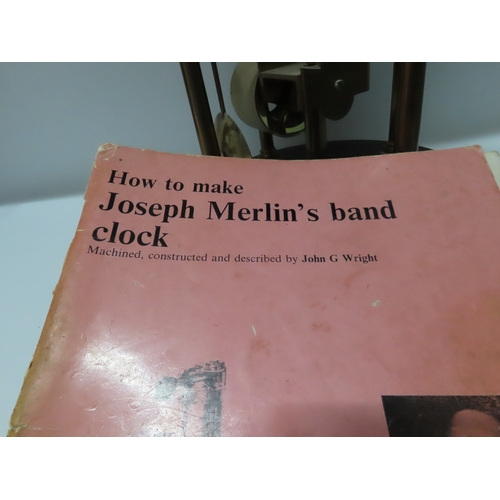 How to make
Joseph Merlin's band
clock
Machined, constructed and described by John G Wright